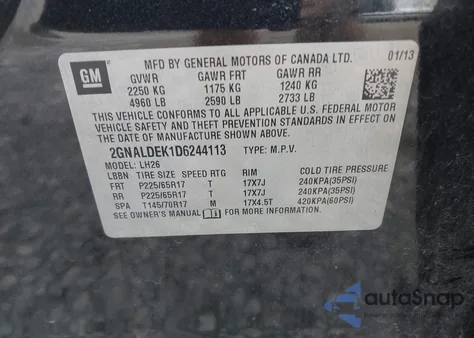 GM
MFD BY GENERAL MOTORS OF CANADA LTD. 01/13
GVWR GAWR FRT GAWR RR
2250 KG 1175 KG 1240 KG
4960 LB 2590 LB 2733 LB
THIS VEHICLE CONFORMS TO ALL APPLICABLE U.S. FEDERAL MOTOR
VEHICLE SAFETY, BUMPER, AND THEFT PREVENTION STANDARDS IN EFFECT ON
THE DATE OF MANUFACTURE SHOWN ABOVE.
2GNALDEK1D6244113 TYPE: M.P.V.
MODEL: LH26
LBBN TIRE SIZE SPEED RTG RIM COLD TIRE PRESSURE
FRT P225/65R17 T 17X7J 240KPA(35PSI)
RR P225/65R17 T 17X7J 240KPA(35PSI)
SPA T145/70R17 M 17X4.5T 420KPA(60PSI)
SEE OWNER'S MANUAL FOR MORE INFORMATION.
autoSnap